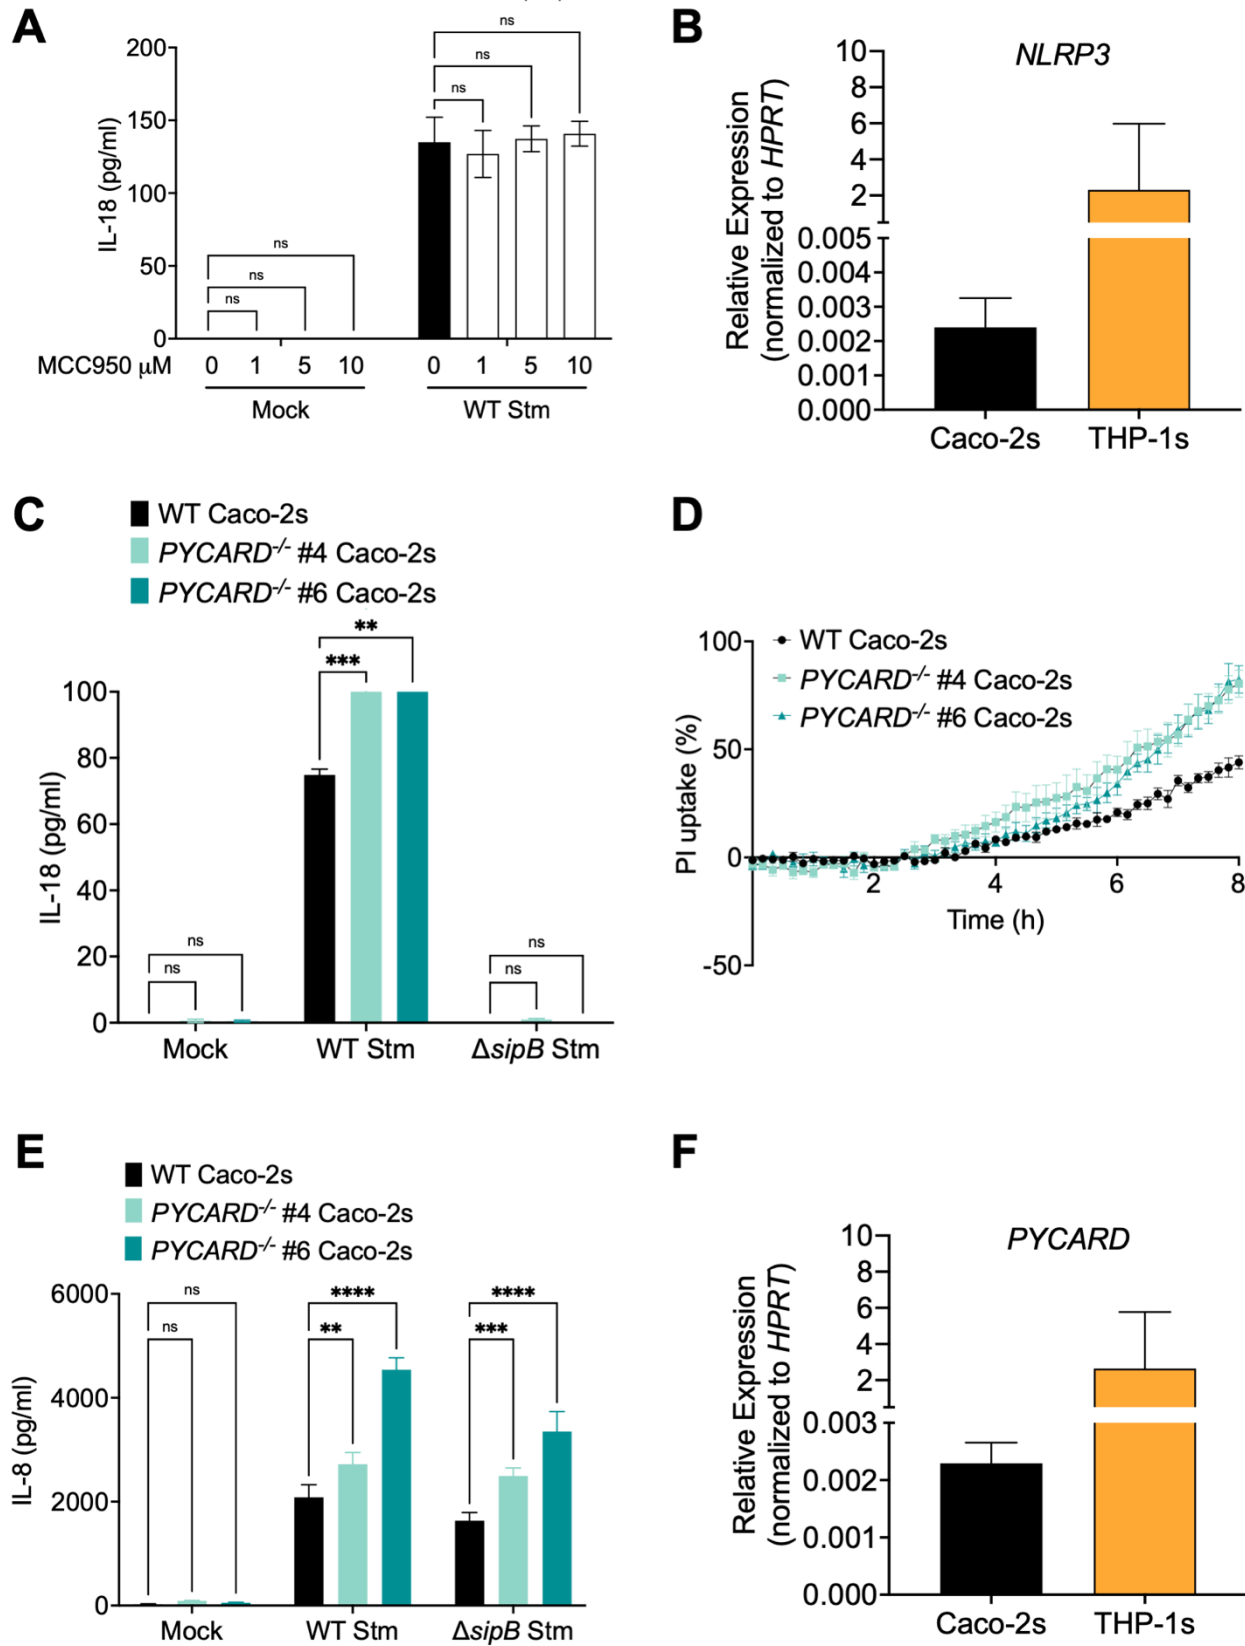 A
ns
ns
ns
200
150
100
50
0
IL-18 (pg/ml)
ns
ns
ns
MCC950 μM 0 1 5 10 0 1 5 10
Mock WT Stm
B
NLRP3
10
8
6
4
2
0.005
0.004
0.003
0.002
0.001
0.000
Relative Expression
(normalized to HPRT)
Caco-2s THP-1s
C
WT Caco-2s
PYCARD-/- #4 Caco-2s
PYCARD-/- #6 Caco-2s
**
***
100
80
60
40
20
0
IL-18 (pg/ml)
ns
ns
ns
ns
Mock WT Stm ΔsipB Stm
D
WT Caco-2s
PYCARD-/- #4 Caco-2s
PYCARD-/- #6 Caco-2s
100
50
0
-50
PI uptake (%)
2 4 6 8
Time (h)
E
WT Caco-2s
PYCARD-/- #4 Caco-2s
PYCARD-/- #6 Caco-2s
6000
4000
2000
0
IL-8 (pg/ml)
ns
ns
****
**
****
***
Mock WT Stm ΔsipB Stm
F
PYCARD
10
8
6
4
2
0.003
0.002
0.001
0.000
Relative Expression
(normalized to HPRT)
Caco-2s THP-1s